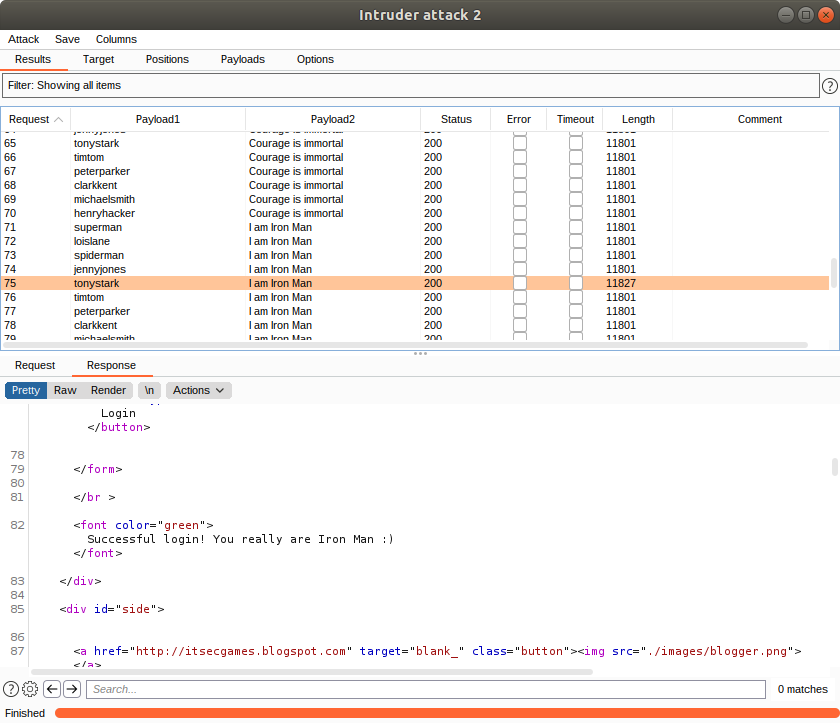 Intruder attack 2
Attack Save Columns
Results Target Positions Payloads Options
Filter: Showing all items
Request Payload1 Payload2 Status Error Timeout Length Comment
65 tonystark Courage is immortal 200 11801
66 timtom Courage is immortal 200 11801
67 peterparker Courage is immortal 200 11801
68 clarkkent Courage is immortal 200 11801
69 michaelsmith Courage is immortal 200 11801
70 henryhacker Courage is immortal 200 11801
71 superman I am Iron Man 200 11801
72 loislane I am Iron Man 200 11801
73 spiderman I am Iron Man 200 11801
74 jennyjones I am Iron Man 200 11801
75 tonystark I am Iron Man 200 11827
76 timtom I am Iron Man 200 11801
77 peterparker I am Iron Man 200 11801
78 clarkkent I am Iron Man 200 11801
79 michaelsmith I am Iron Man 200 11801
Request Response
Pretty Raw Render \n Actions
Login
</button>
78
79 </form>
80
81 </br >
82 <font color="green">
Successful login! You really are Iron Man :)
</font>
83 </div>
84
85 <div id="side">
86
87 <a href="http://itsecgames.blogspot.com" target="blank_" class="button"><img src="./images/blogger.png">
</a>
Search...
0 matches
Finished